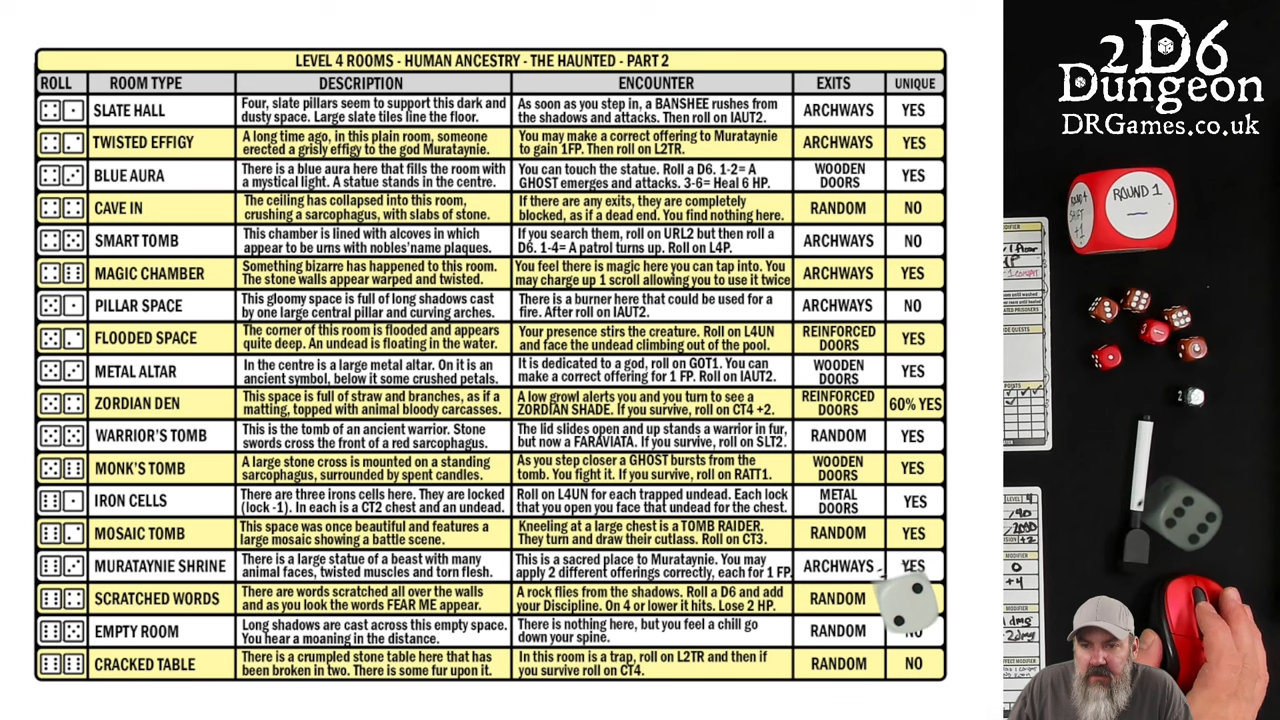 2D6
Dungeon
DRGames.co.uk
LEVEL 4 ROOMS - HUMAN ANCESTRY - THE HAUNTED - PART 2
ROLL ROOM TYPE DESCRIPTION ENCOUNTER EXITS UNIQUE
SLATE HALL Four, slate pillars seem to support this dark and As soon as you step in, a BANSHEE rushes from ARCHWAYS YES
dusty space. Large slate tiles line the floor. the shadows and attacks. Then roll on IAUT2.
TWISTED EFFIGY A long time ago, in this plain room, someone You may make a correct offering to Murataynie ARCHWAYS YES
erected a grisly effigy to the god Murataynie. to gain 1FP. Then roll on L2TR.
BLUE AURA There is a blue aura here that fills the room with You can touch the statue. Roll a D6. 1-2= A WOODEN YES
a mystical light. A statue stands in the centre. GHOST emerges and attacks. 3-6= Heal 6 HP. DOORS
CAVE IN The ceiling has collapsed into this room, If there are any exits, they are completely RANDOM NO
crushing a sarcophagus, with slabs of stone. blocked, as if a dead end. You find nothing here.
SMART TOMB This chamber is lined with alcoves in which If you search them, roll on URL2 but then roll a ARCHWAYS NO
appear to be urns with nobles'name plaques. D6. 1-4= A patrol turns up. Roll on L4P.
MAGIC CHAMBER Something bizarre has happened to this room. You feel there is magic here you can tap into. You ARCHWAYS YES
The stone walls appear warped and twisted. may charge up 1 scroll allowing you to use it twice
PILLAR SPACE This gloomy space is full of long shadows cast There is a burner here that could be used for a ARCHWAYS NO
by one large central pillar and curving arches. fire. After roll on IAUT2.
FLOODED SPACE The corner of this room is flooded and appears Your presence stirs the creature. Roll on L4UN REINFORCED YES
quite deep. An undead is floating in the water. and face the undead climbing out of the pool. DOORS
METAL ALTAR In the centre is a large metal altar. On it is an It is dedicated to a god, roll on GOT1. You can WOODEN YES
ancient symbol, below it some crushed petals. make a correct offering for 1 FP. Roll on IAUT2. DOORS
ZORDIAN DEN This space is full of straw and branches, as if a A low growl alerts you and you turn to see a REINFORCED 60% YES
matting, topped with animal bloody carcasses. ZORDIAN SHADE. If you survive, roll on CT4 +2. DOORS
WARRIOR'S TOMB This is the tomb of an ancient warrior. Stone The lid slides open and up stands a warrior in fur, RANDOM YES
swords cross the front of a red sarcophagus. but now a FARAVIATA. If you survive, roll on SLT2.
MONK'S TOMB A large stone cross is mounted on a standing As you step closer a GHOST bursts from the WOODEN YES
sarcophagus, surrounded by spent candles. tomb. You fight it. If you survive, roll on RATT1. DOORS
IRON CELLS There are three irons cells here. They are locked Roll on L4UN for each trapped undead. Each lock METAL YES
(lock -1). In each is a CT2 chest and an undead. that you open you face that undead for the chest. DOORS
MOSAIC TOMB This space was once beautiful and features a Kneeling at a large chest is a TOMB RAIDER. RANDOM YES
large mosaic showing a battle scene. They turn and draw their cutlass. Roll on CT3.
MURATAYNIE SHRINE There is a large statue of a beast with many This is a sacred place to Murataynie. You may ARCHWAYS YES
animal faces, twisted muscles and torn flesh. apply 2 different offerings correctly, each for 1 FP.
SCRATCHED WORDS There are words scratched all over the walls A rock flies from the shadows. Roll a D6 and add RANDOM
and as you look the words FEAR ME appear. your Discipline. On 4 or lower it hits. Lose 2 HP.
EMPTY ROOM Long shadows are cast across this empty space. There is nothing here, but you feel a chill go RANDOM NO
You hear a moaning in the distance. down your spine.
CRACKED TABLE There is a crumpled stone table here that has In this room is a trap, roll on L2TR and then if RANDOM NO
been broken in two. There is some fur upon it. you survive roll on CT4.
ROUND 1
SHIFT
+1
MODIFIER
LEVEL 4
MODIFIER
0
+4
MODIFIER